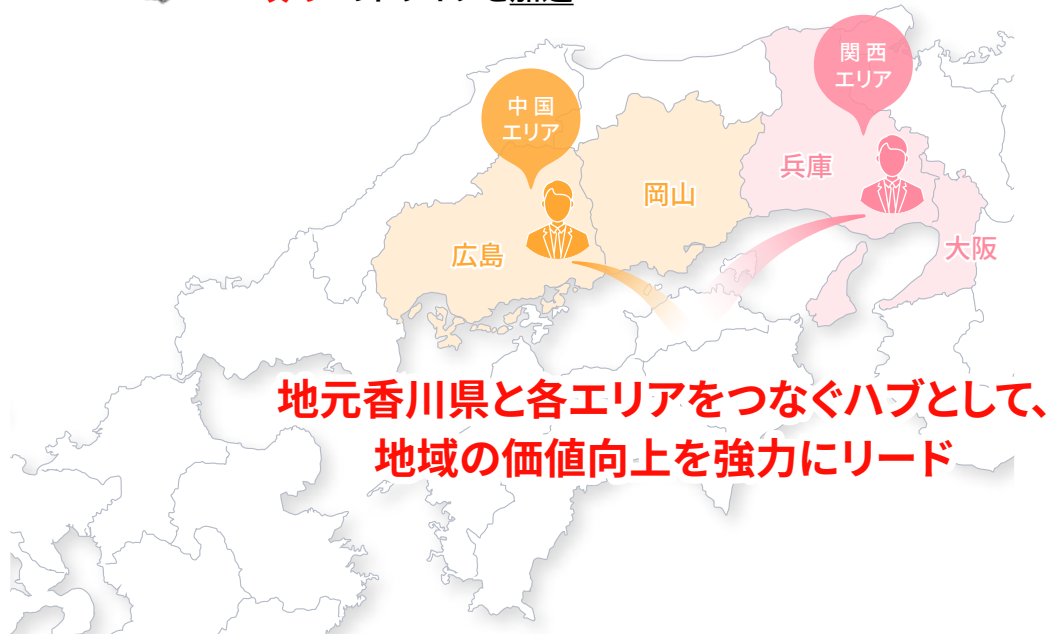 中国
エリア
関西
エリア
兵庫
岡山
広島
大阪
地元香川県と各エリアをつなぐハブとして、
地域の価値向上を強力にリード